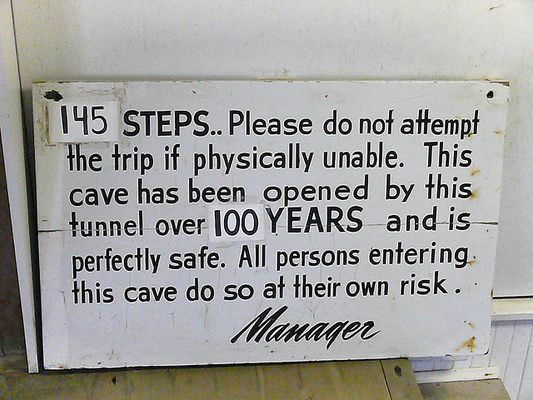 145 STEPS.. Please do not attempt
the trip if physically unable. This
cave has been opened by this
tunnel over 100 YEARS and is
perfectly safe. All persons entering
this cave do so at their own risk.
Manager